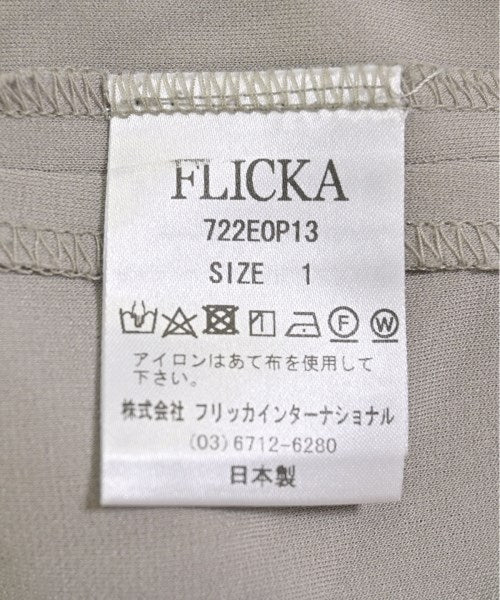 FLICKA
722EOP13
SIZE 1
F W
アイロンはあて布を使用して
下さい。
株式会社 フリッカインターナショナル
(03)6712-6280
日本製